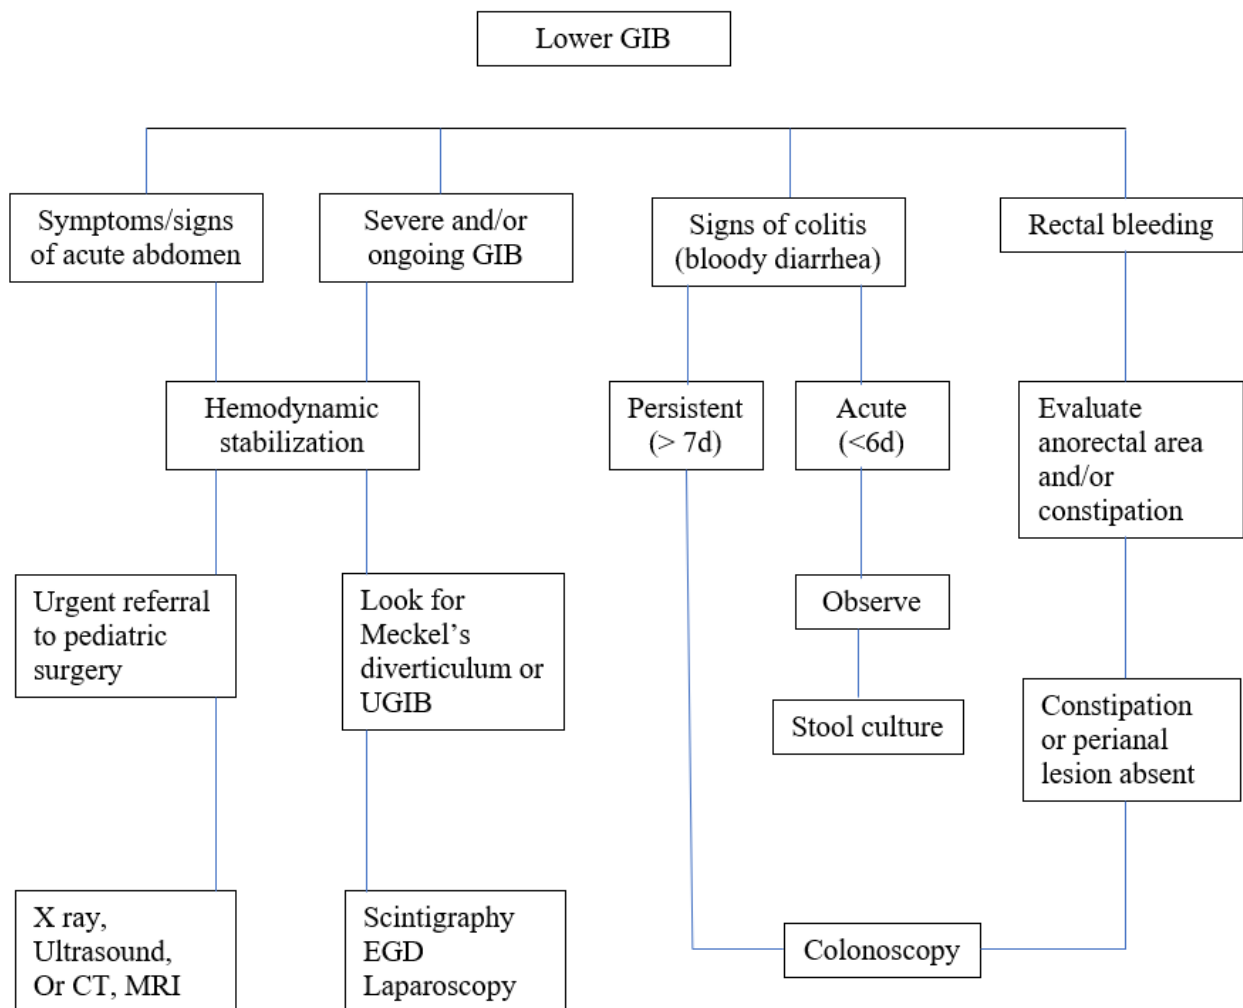 Lower GIB
Symptoms/signs
of acute abdomen
Severe and/or
ongoing GIB
Signs of colitis
(bloody diarrhea)
Rectal bleeding
Hemodynamic
stabilization
Persistent
(> 7d)
Acute
(<6d)
Evaluate
anorectal area
and/or
constipation
Urgent referral
to pediatric
surgery
Look for
Meckel’s
diverticulum or
UGIB
Observe
Stool culture
Constipation
or perianal
lesion absent
X ray,
Ultrasound,
Or CT, MRI
Scintigraphy
EGD
Laparoscopy
Colonoscopy